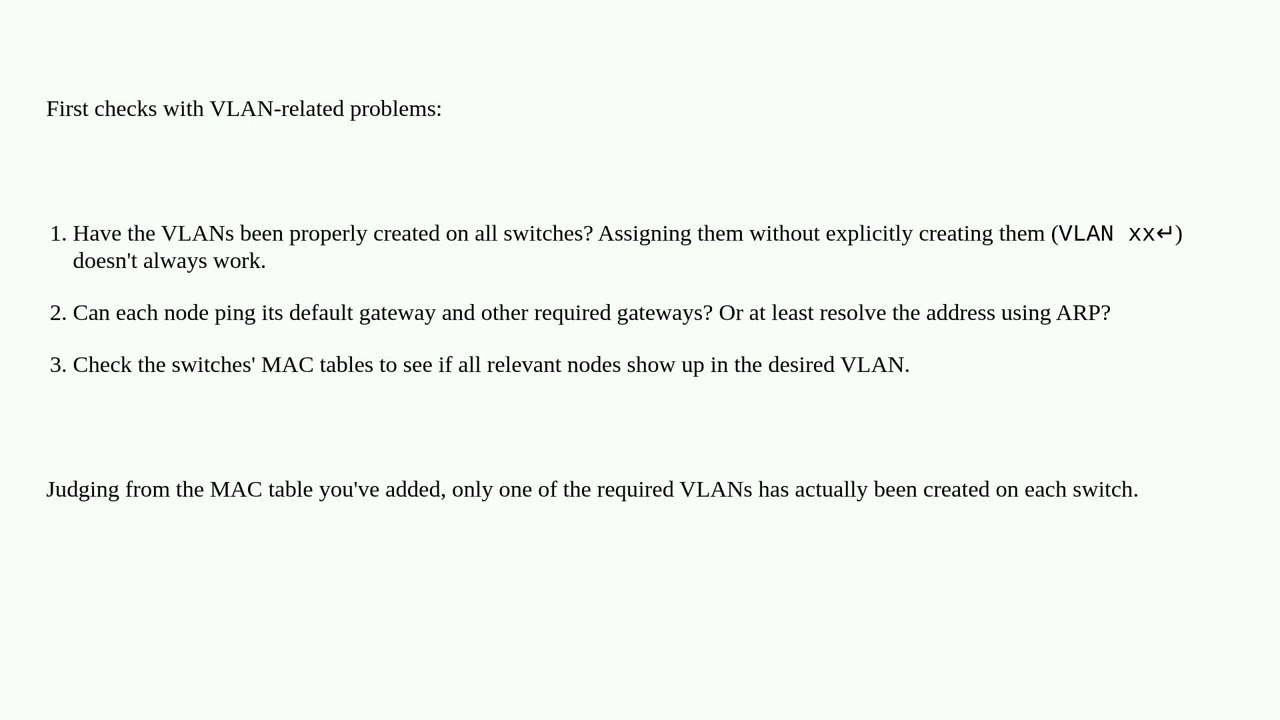 First checks with VLAN-related problems:
1. Have the VLANs been properly created on all switches? Assigning them without explicitly creating them (VLAN xx↵)
doesn't always work.
2. Can each node ping its default gateway and other required gateways? Or at least resolve the address using ARP?
3. Check the switches' MAC tables to see if all relevant nodes show up in the desired VLAN.
Judging from the MAC table you've added, only one of the required VLANs has actually been created on each switch.